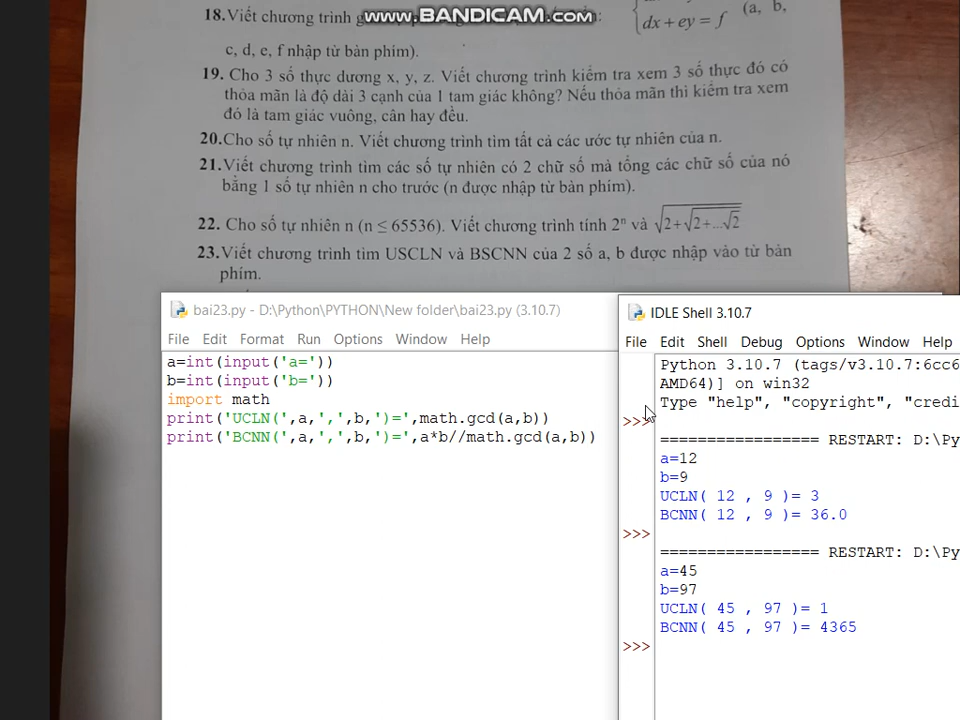 www.BANDICAM.com
18.Viết chương trình
dx + ey = f (a, b,
c, d, e, f nhập từ bàn phím).
19. Cho 3 số thực dương x, y, z. Viết chương trình kiểm tra xem 3 số thực đó có
thỏa mãn là độ dài 3 cạnh của 1 tam giác không? Nếu thỏa mãn thì kiểm tra xem
đó là tam giác vuông, cân hay đều.
20.Cho số tự nhiên n. Viết chương trình tìm tất cả các ước tự nhiên của n.
21.Viết chương trình tìm các số tự nhiên có 2 chữ số mà tổng các chữ số của nó
bằng 1 số tự nhiên n cho trước (n được nhập từ bàn phím).
22. Cho số tự nhiên n (n ≤ 65536). Viết chương trình tính 2ⁿ và √2+√2+...√2
23.Viết chương trình tìm USCLN và BSCNN của 2 số a, b được nhập vào từ bàn
phím.
bai23.py - D:\Python\PYTHON\New folder\bai23.py (3.10.7)
File Edit Format Run Options Window Help
a=int(input('a='))
b=int(input('b='))
import math
print('UCLN(',a,',',b,')=',math.gcd(a,b))
print('BCNN(',a,',',b,')=',a*b//math.gcd(a,b))
IDLE Shell 3.10.7
File Edit Shell Debug Options Window Help
Python 3.10.7 (tags/v3.10.7:6cc6
AMD64)] on win32
Type "help", "copyright", "credi
>>>
================= RESTART: D:\Py
a=12
b=9
UCLN( 12 , 9 )= 3
BCNN( 12 , 9 )= 36.0
>>>
================= RESTART: D:\Py
a=45
b=97
UCLN( 45 , 97 )= 1
BCNN( 45 , 97 )= 4365
>>>